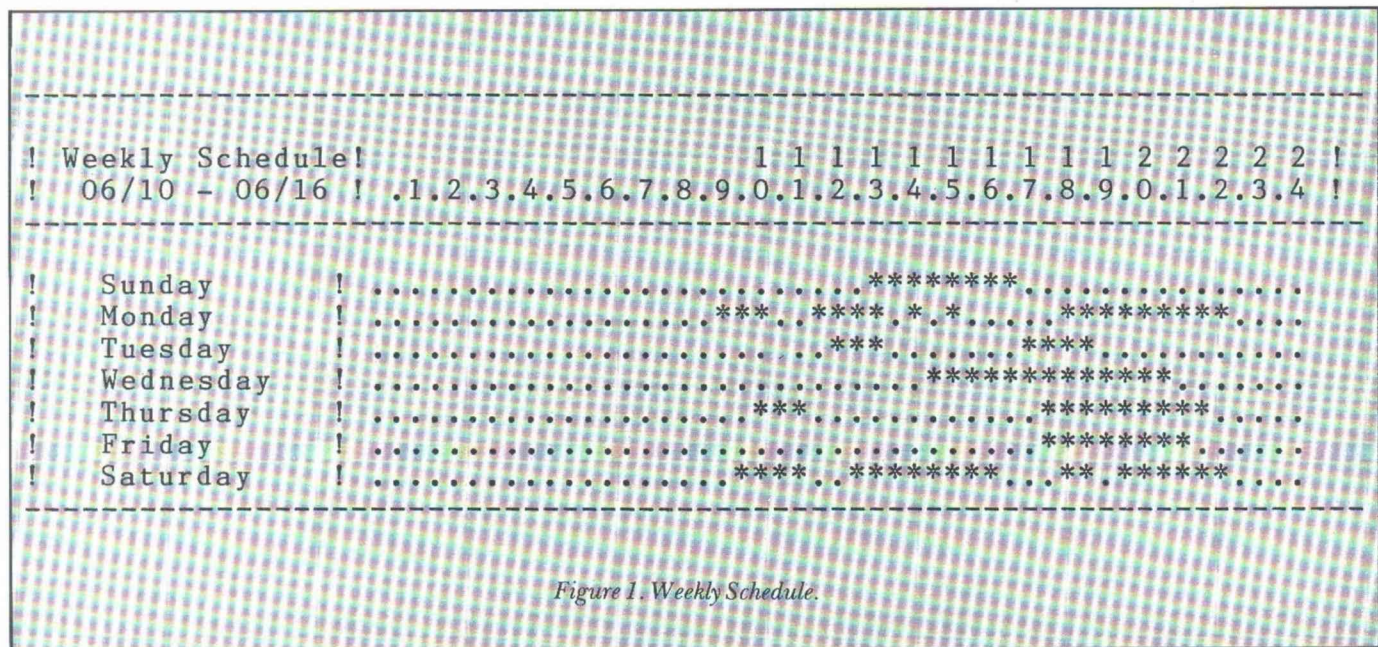 ------------------------------------------------------------------------
! Weekly Schedule!                     1 1 1 1 1 1 1 1 1 1 2 2 2 2 2 !
!  06/10 - 06/16 ! .1.2.3.4.5.6.7.8.9.0.1.2.3.4.5.6.7.8.9.0.1.2.3.4 !
------------------------------------------------------------------------
!   Sunday       ! ..........................********...............
!   Monday       ! ..................***..****.*.*.....*********....
!   Tuesday      ! ........................***.......****...........
!   Wednesday    ! .............................*************.......
!   Thursday     ! ....................***............*********.....
!   Friday       ! ...................................********......
!   Saturday     ! ...................****..********...**.******....
------------------------------------------------------------------------
Figure 1. Weekly Schedule.